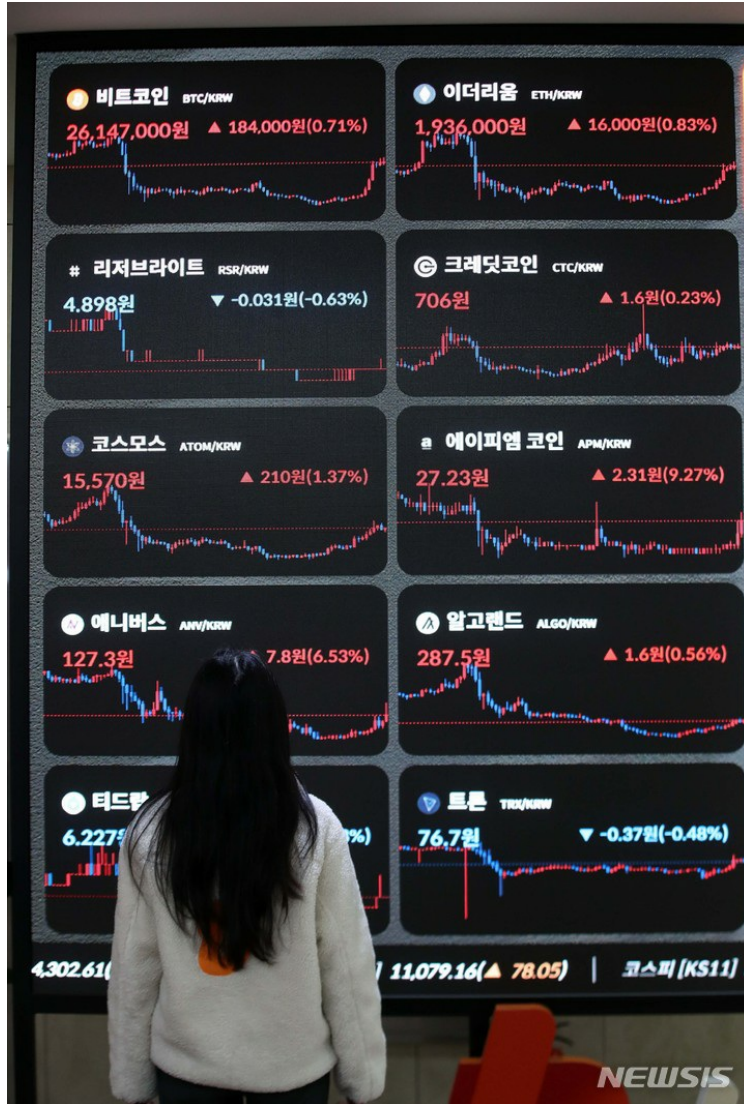 비트코인 BTC/KRW
26,147,000원 ▲ 184,000원(0.71%)
이더리움 ETH/KRW
1,936,000원 ▲ 16,000원(0.83%)
리저브라이트 RSR/KRW
4.898원 ▼ -0.031원(-0.63%)
크레딧코인 CTC/KRW
706원 ▲ 1.6원(0.23%)
코스모스 ATOM/KRW
15,570원 ▲ 210원(1.37%)
a 에이피엠 코인 APM/KRW
27.23원 ▲ 2.31원(9.27%)
애니버스 ANV/KRW
127.3원 7.8원(6.53%)
알고랜드 ALGO/KRW
287.5원 ▲ 1.6원(0.56%)
티드랍
6.227 %)
트론 TRX/KRW
76.7원 ▼ -0.37원(-0.48%)
4,302.61( ] 11,079.16(▲ 78.05) | 코스피 [KS11]
NEWSIS